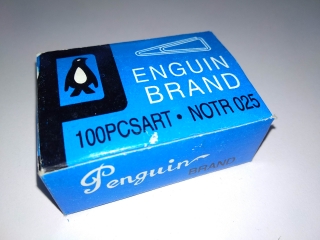 ENGUIN
BRAND
100PCSART • NOTR 025
Penguin
BRAND